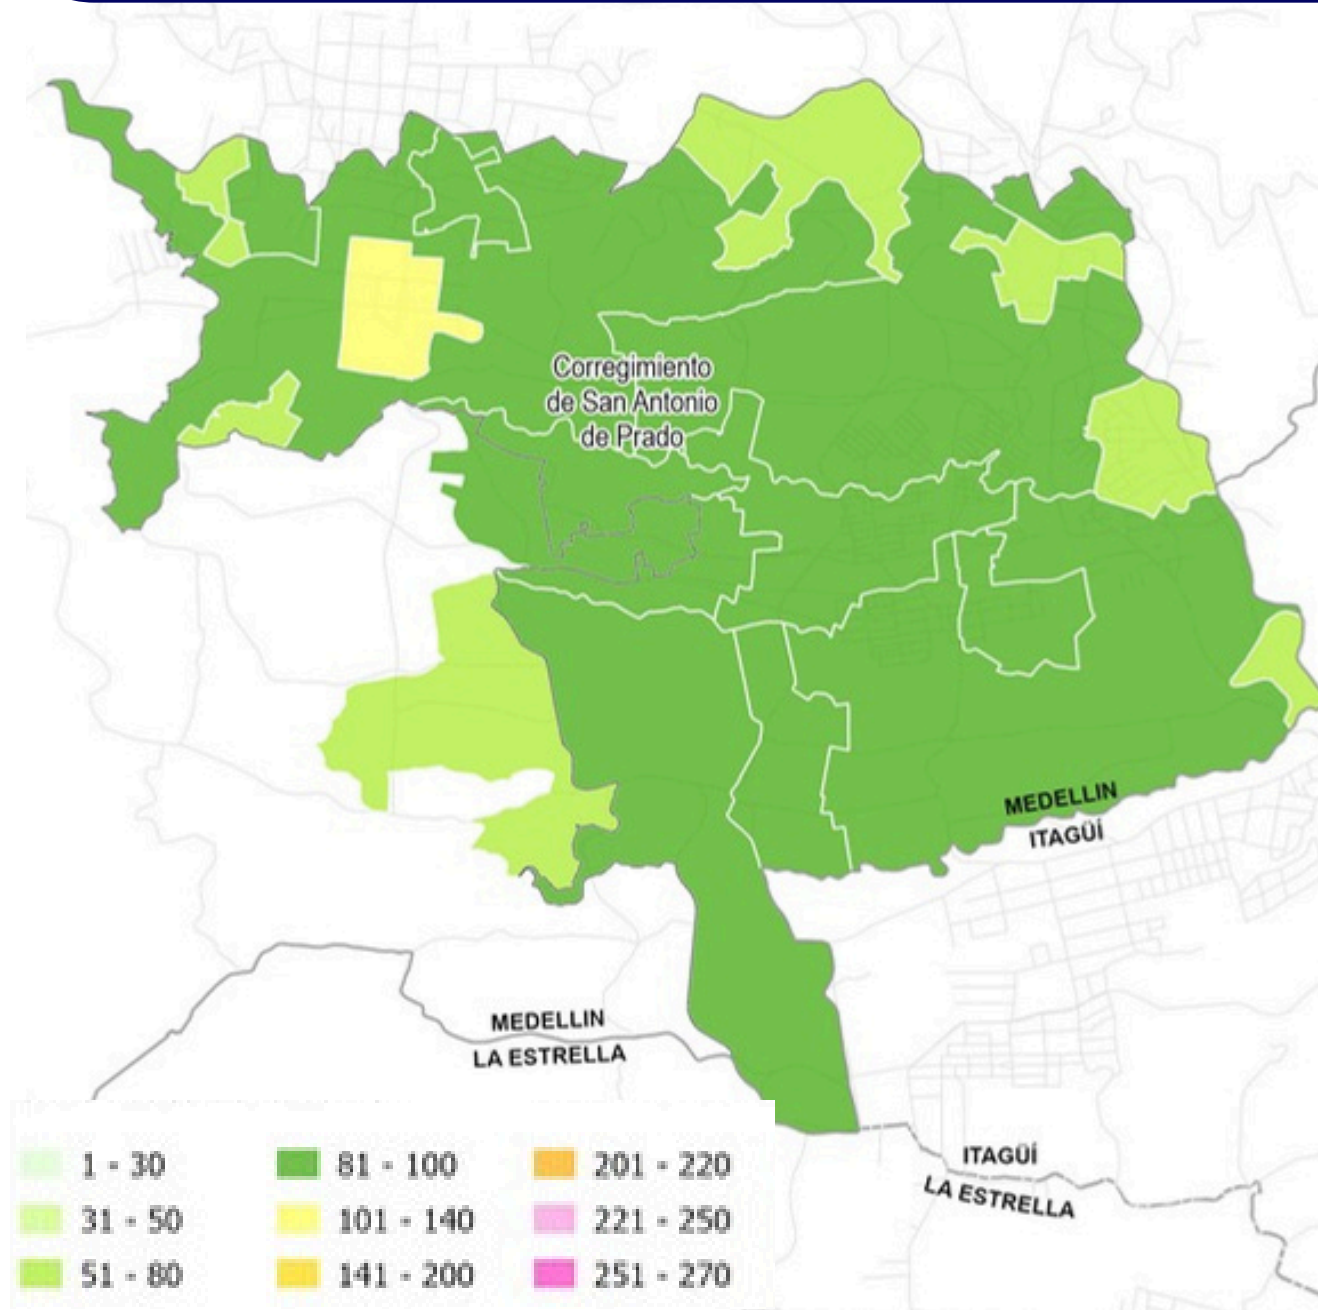 Corregimiento
de San Antonio
de Prado
MEDELLIN
ITAGÜÍ
MEDELLIN
LA ESTRELLA
ITAGÜÍ
LA ESTRELLA
1 - 30
81 - 100
201 - 220
31 - 50
101 - 140
221 - 250
51 - 80
141 - 200
251 - 270